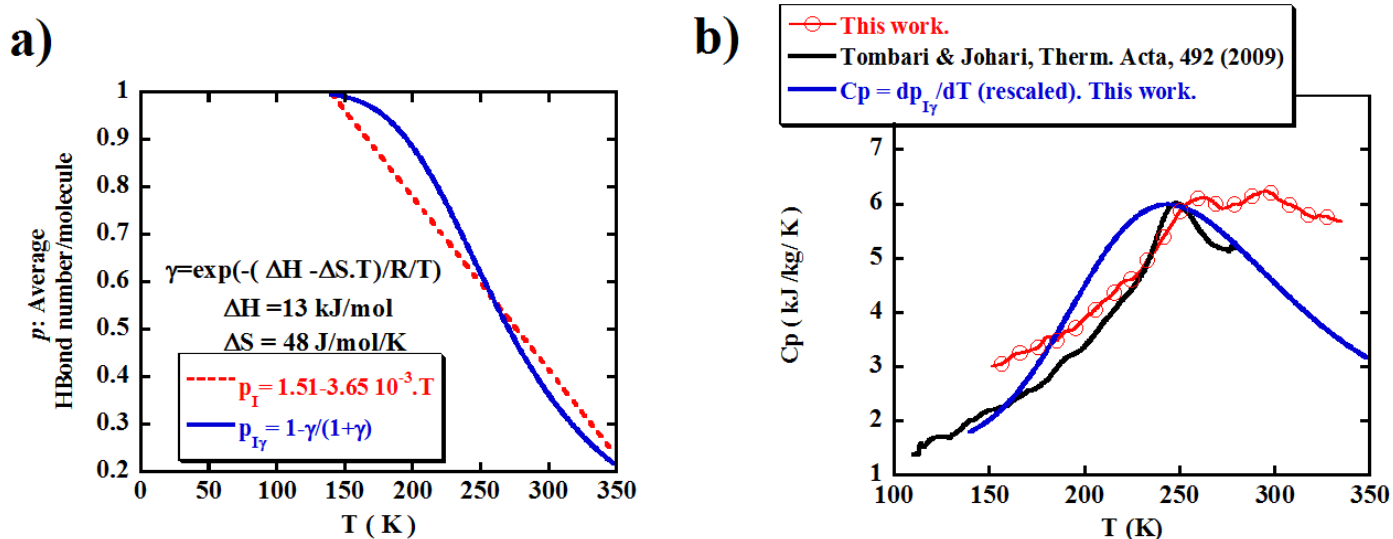 a)
1
0.9
0.8
0.7
0.6
0.5
0.4
0.3
0.2
p: Average
HBond number/molecule
γ=exp(-( ΔH -ΔS.T)/R/T)
ΔH =13 kJ/mol
ΔS = 48 J/mol/K
p_I= 1.51-3.65 10^-3.T
p_Iγ = 1-γ/(1+γ)
0 50 100 150 200 250 300 350
T ( K )
b)
This work.
Tombari & Johari, Therm. Acta, 492 (2009)
Cp = dp_Iγ/dT (rescaled). This work.
7
6
5
4
3
2
1
Cp ( kJ /kg/ K)
100 150 200 250 300 350
T (K)